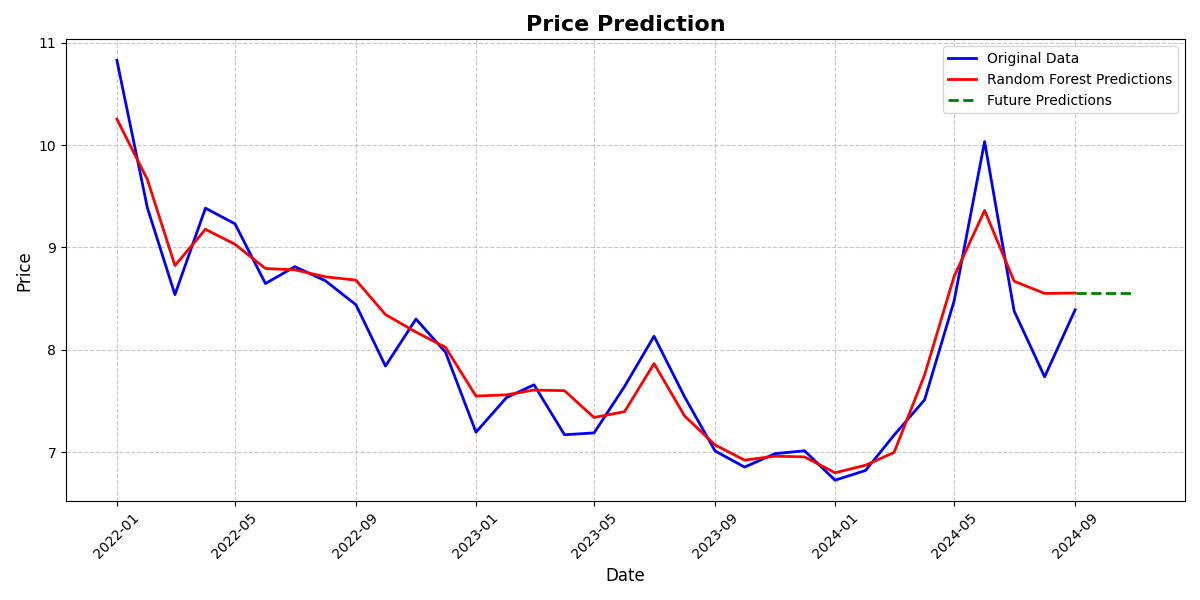 Price Prediction
Original Data
Random Forest Predictions
Future Predictions
Price
11
10
9
8
7
2022-01
2022-05
2022-09
2023-01
2023-05
2023-09
2024-01
2024-05
2024-09
Date